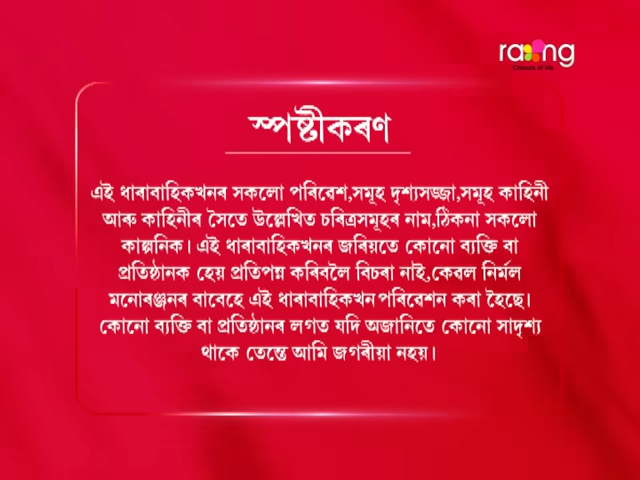 raang
Colours of life
স্পষ্টীকৰণ
এই ধাৰাবাহিকখনৰ সকলো পৰিৱেশ,সমূহ দৃশ্যসজ্জা,সমূহ কাহিনী
আৰু কাহিনীৰ সৈতে উল্লেখিত চৰিত্ৰসমূহৰ নাম,ঠিকনা সকলো
কাল্পনিক। এই ধাৰাবাহিকখনৰ জৰিয়তে কোনো ব্যক্তি বা
প্ৰতিষ্ঠানক হেয় প্ৰতিপন্ন কৰিবলৈ বিচৰা নাই,কেৱল নিৰ্মল
মনোৰঞ্জনৰ বাবেহে এই ধাৰাবাহিকখন পৰিৱেশন কৰা হৈছে।
কোনো ব্যক্তি বা প্ৰতিষ্ঠানৰ লগত যদি অজানিতে কোনো সাদৃশ্য
থাকে তেন্তে আমি জগৰীয়া নহয়।